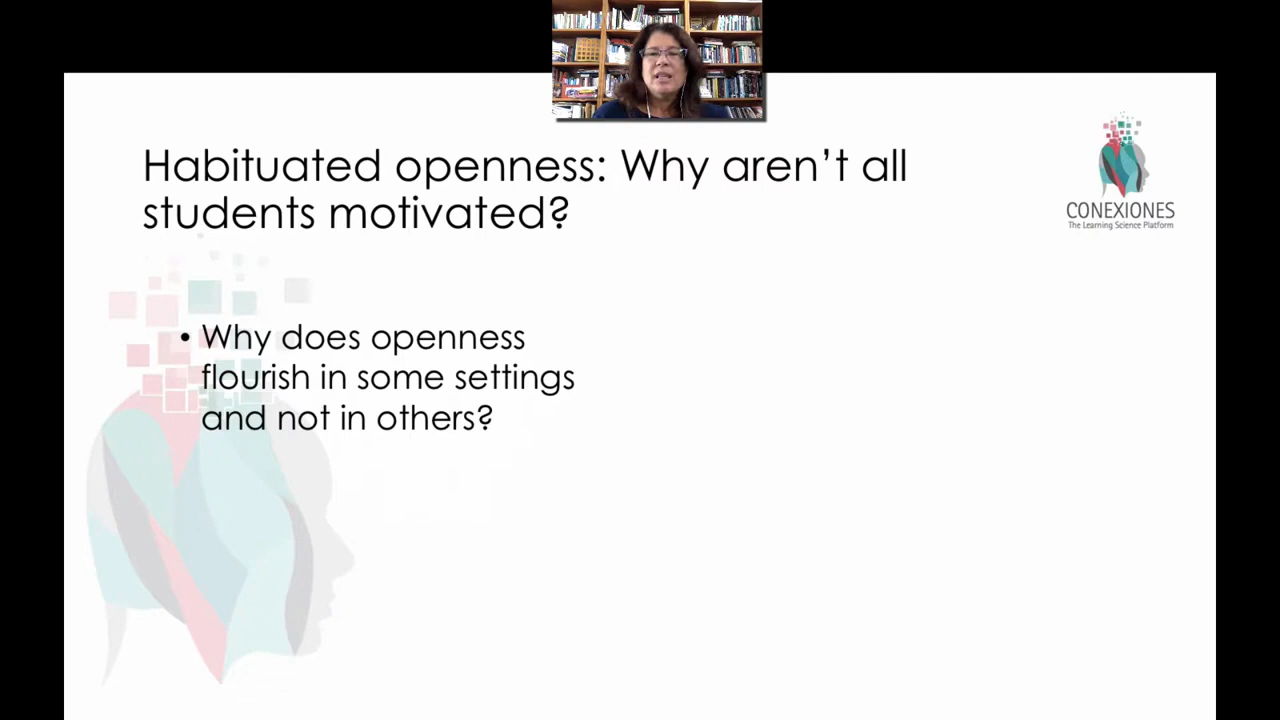 Habituated openness: Why aren’t all
students motivated?
CONEXIONES
The Learning Science Platform
• Why does openness
flourish in some settings
and not in others?